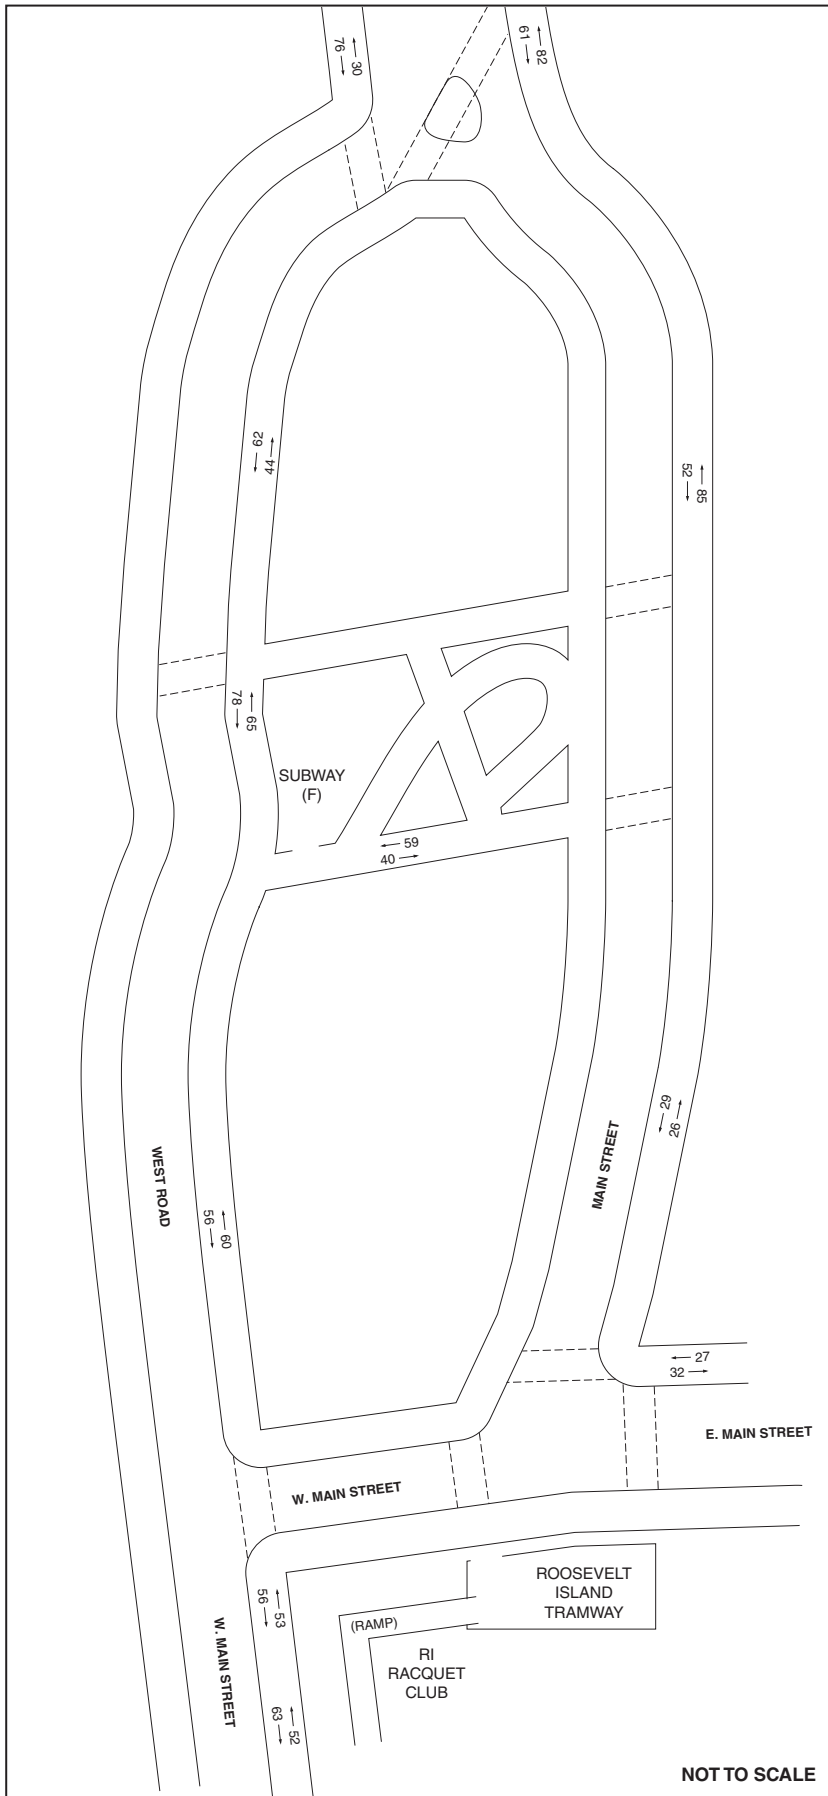 76
30
61
82
62
44
52
85
78
65
SUBWAY
(F)
59
40
29
26
WEST ROAD
MAIN STREET
56
60
27
32
E. MAIN STREET
W. MAIN STREET
56
53
ROOSEVELT
ISLAND
TRAMWAY
(RAMP)
W. MAIN STREET
RI
RACQUET
CLUB
63
52
NOT TO SCALE